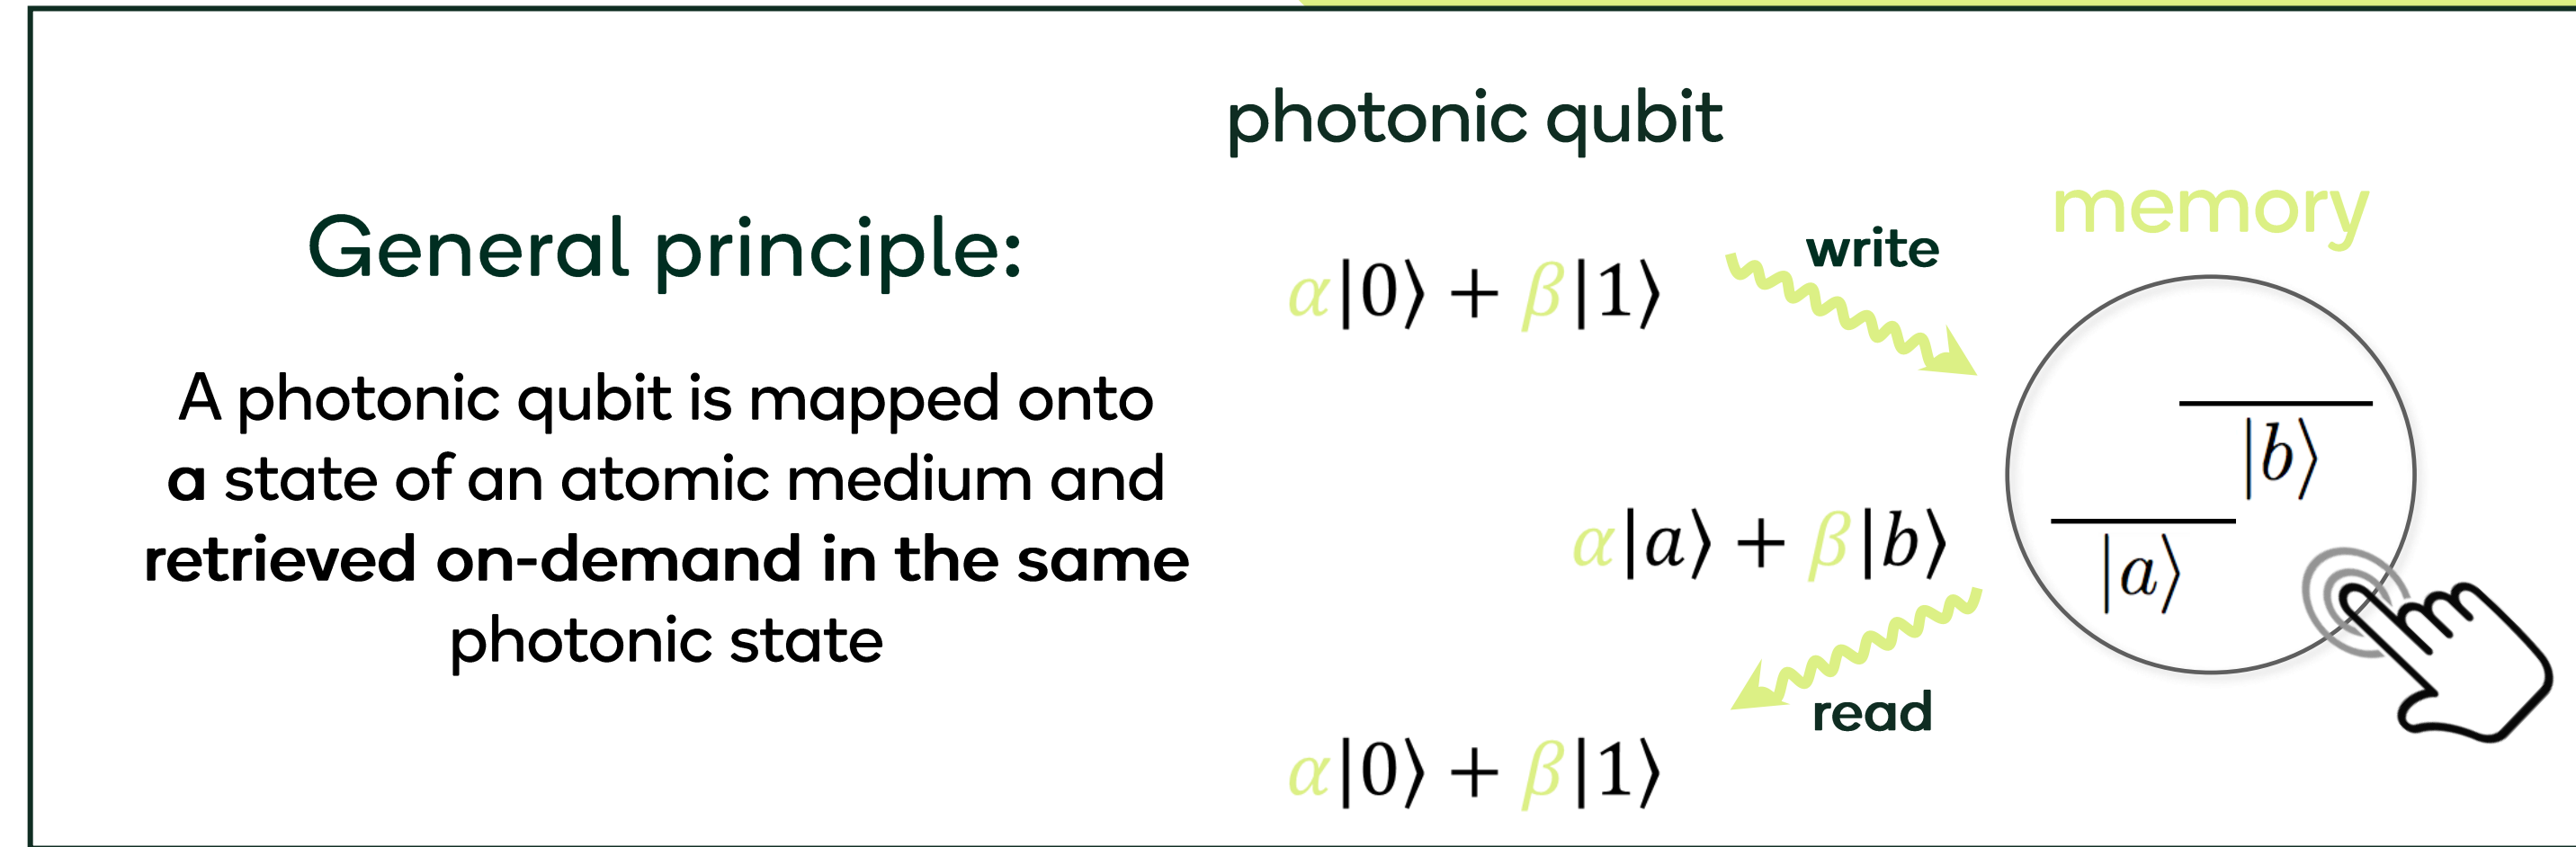 General principle:
A photonic qubit is mapped onto
a state of an atomic medium and
retrieved on-demand in the same
photonic state
photonic qubit
α|0⟩ + β|1⟩
write
memory
|b⟩
α|a⟩ + β|b⟩
|a⟩
read
α|0⟩ + β|1⟩